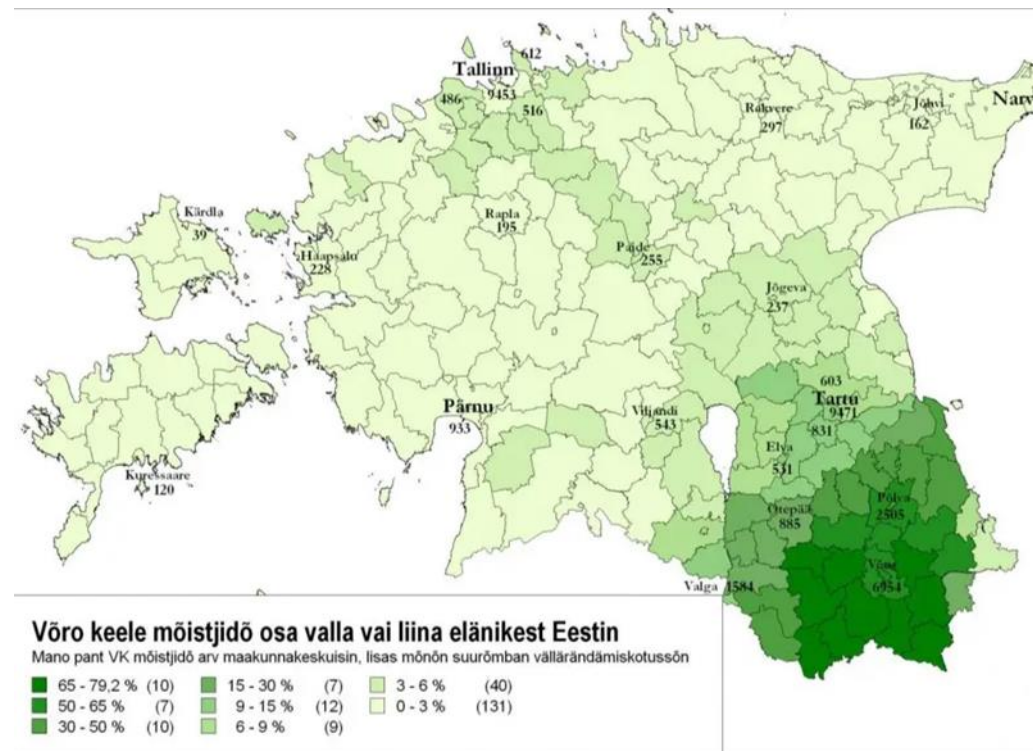 612
Tallinn
9453
486
516
Rakvere
297
Jõhvi
162
Narv
Kärdla
39
Rapla
195
Haapsalu
228
Paide
255
Jõgeva
237
603
Tartu
9471
831
Pärnu
933
Viljandi
543
Elva
531
Kuressaare
120
Otepää
885
Põlva
2505
Võru
6954
Valga 1584
Võro keele mõistjidõ osa valla vai liina elänikest Eestin
Mano pant VK mõistjidõ arv maakunnakeskuisin, lisas mõnõn suurõmban vällärändämiskotussõn
65 - 79,2 % (10) 15 - 30 % (7) 3 - 6 % (40)
50 - 65 % (7) 9 - 15 % (12) 0 - 3 % (131)
30 - 50 % (10) 6 - 9 % (9)